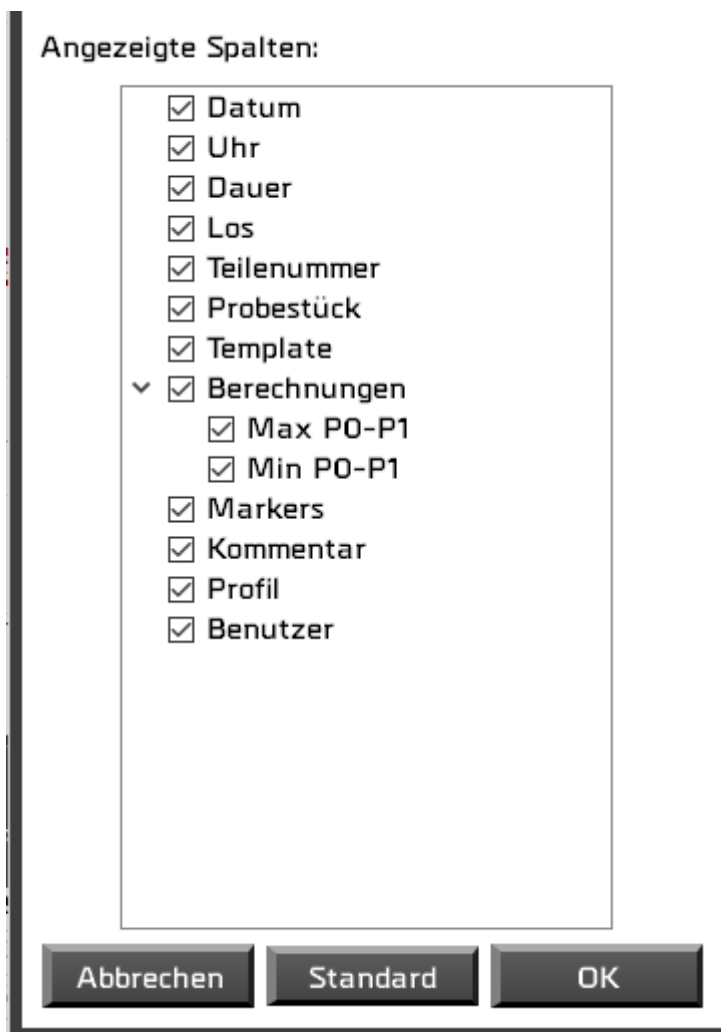 Angezeigte Spalten:
Datum
Uhr
Dauer
Los
Teilenummer
Probestück
Template
Berechnungen
Max P0-P1
Min P0-P1
Markers
Kommentar
Profil
Benutzer
Abbrechen Standard OK